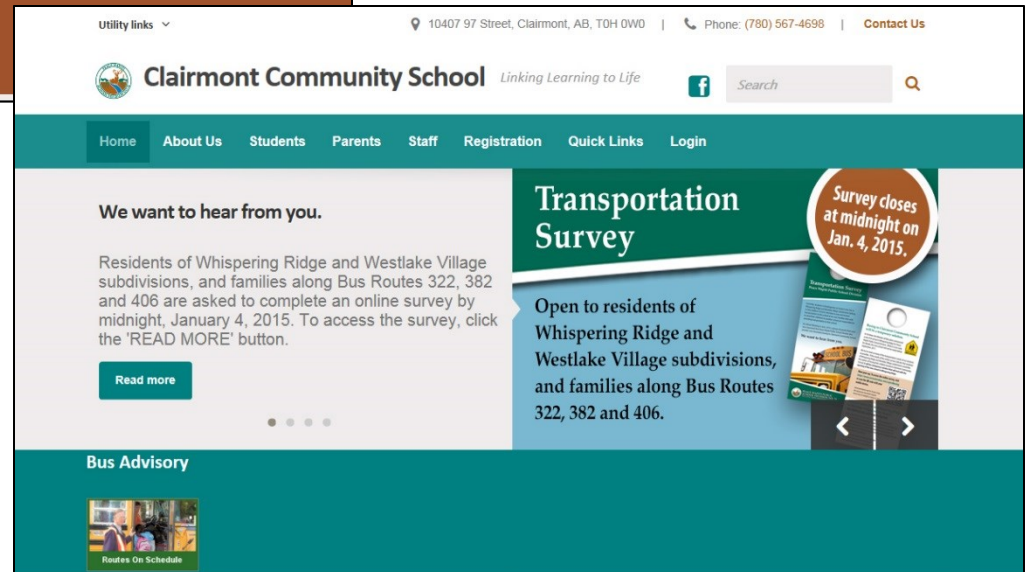 Utility links
10407 97 Street, Clairmont, AB, T0H 0W0 | Phone: (780) 567-4698 | Contact Us
Clairmont Community School Linking Learning to Life
f Search
Home About Us Students Parents Staff Registration Quick Links Login
We want to hear from you.
Residents of Whispering Ridge and Westlake Village
subdivisions, and families along Bus Routes 322, 382
and 406 are asked to complete an online survey by
midnight, January 4, 2015. To access the survey, click
the 'READ MORE' button.
Read more
Transportation
Survey
Survey closes
at midnight on
Jan. 4, 2015.
Open to residents of
Whispering Ridge and
Westlake Village subdivisions,
and families along Bus Routes
322, 382 and 406.
Transportation Survey
SCHOOL BUS
Bus Advisory
Routes On Schedule